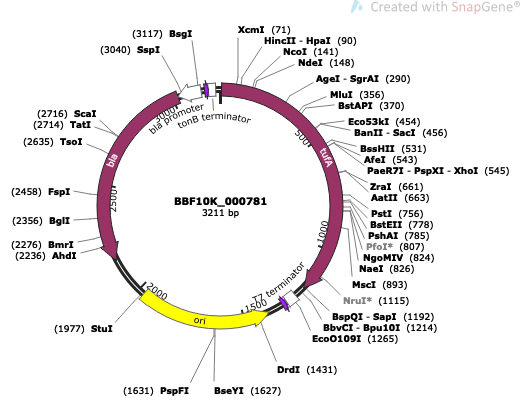 Created with SnapGene®
(3117) BsgI
(3040) SspI
XcmI (71)
HincII - HpaI (90)
NcoI (141)
NdeI (148)
AgeI - SgrAI (290)
MluI (356)
BstAPI (370)
Eco53kI (454)
BanII - SacI (456)
BssHII (531)
AfeI (543)
PaeR7I - PspXI - XhoI (545)
ZraI (661)
AatII (663)
PstI (756)
BstEII (778)
PshAI (785)
PfoI* (807)
NgoMIV (824)
NaeI (826)
MscI (893)
NruI* (1115)
BspQI - SapI (1192)
BbvCI - Bpu10I (1214)
EcoO109I (1265)
DrdI (1431)
BseYI (1627)
(1631) PspFI
(1977) StuI
(2236) AhdI
(2276) BmrI
(2356) BglI
(2458) FspI
(2635) TsoI
(2714) TatI
(2716) ScaI
bla promoter
tonB terminator
tufA
T7 terminator
ori
bla
500
1000
1500
2000
2500
3000
BBF10K_000781
3211 bp